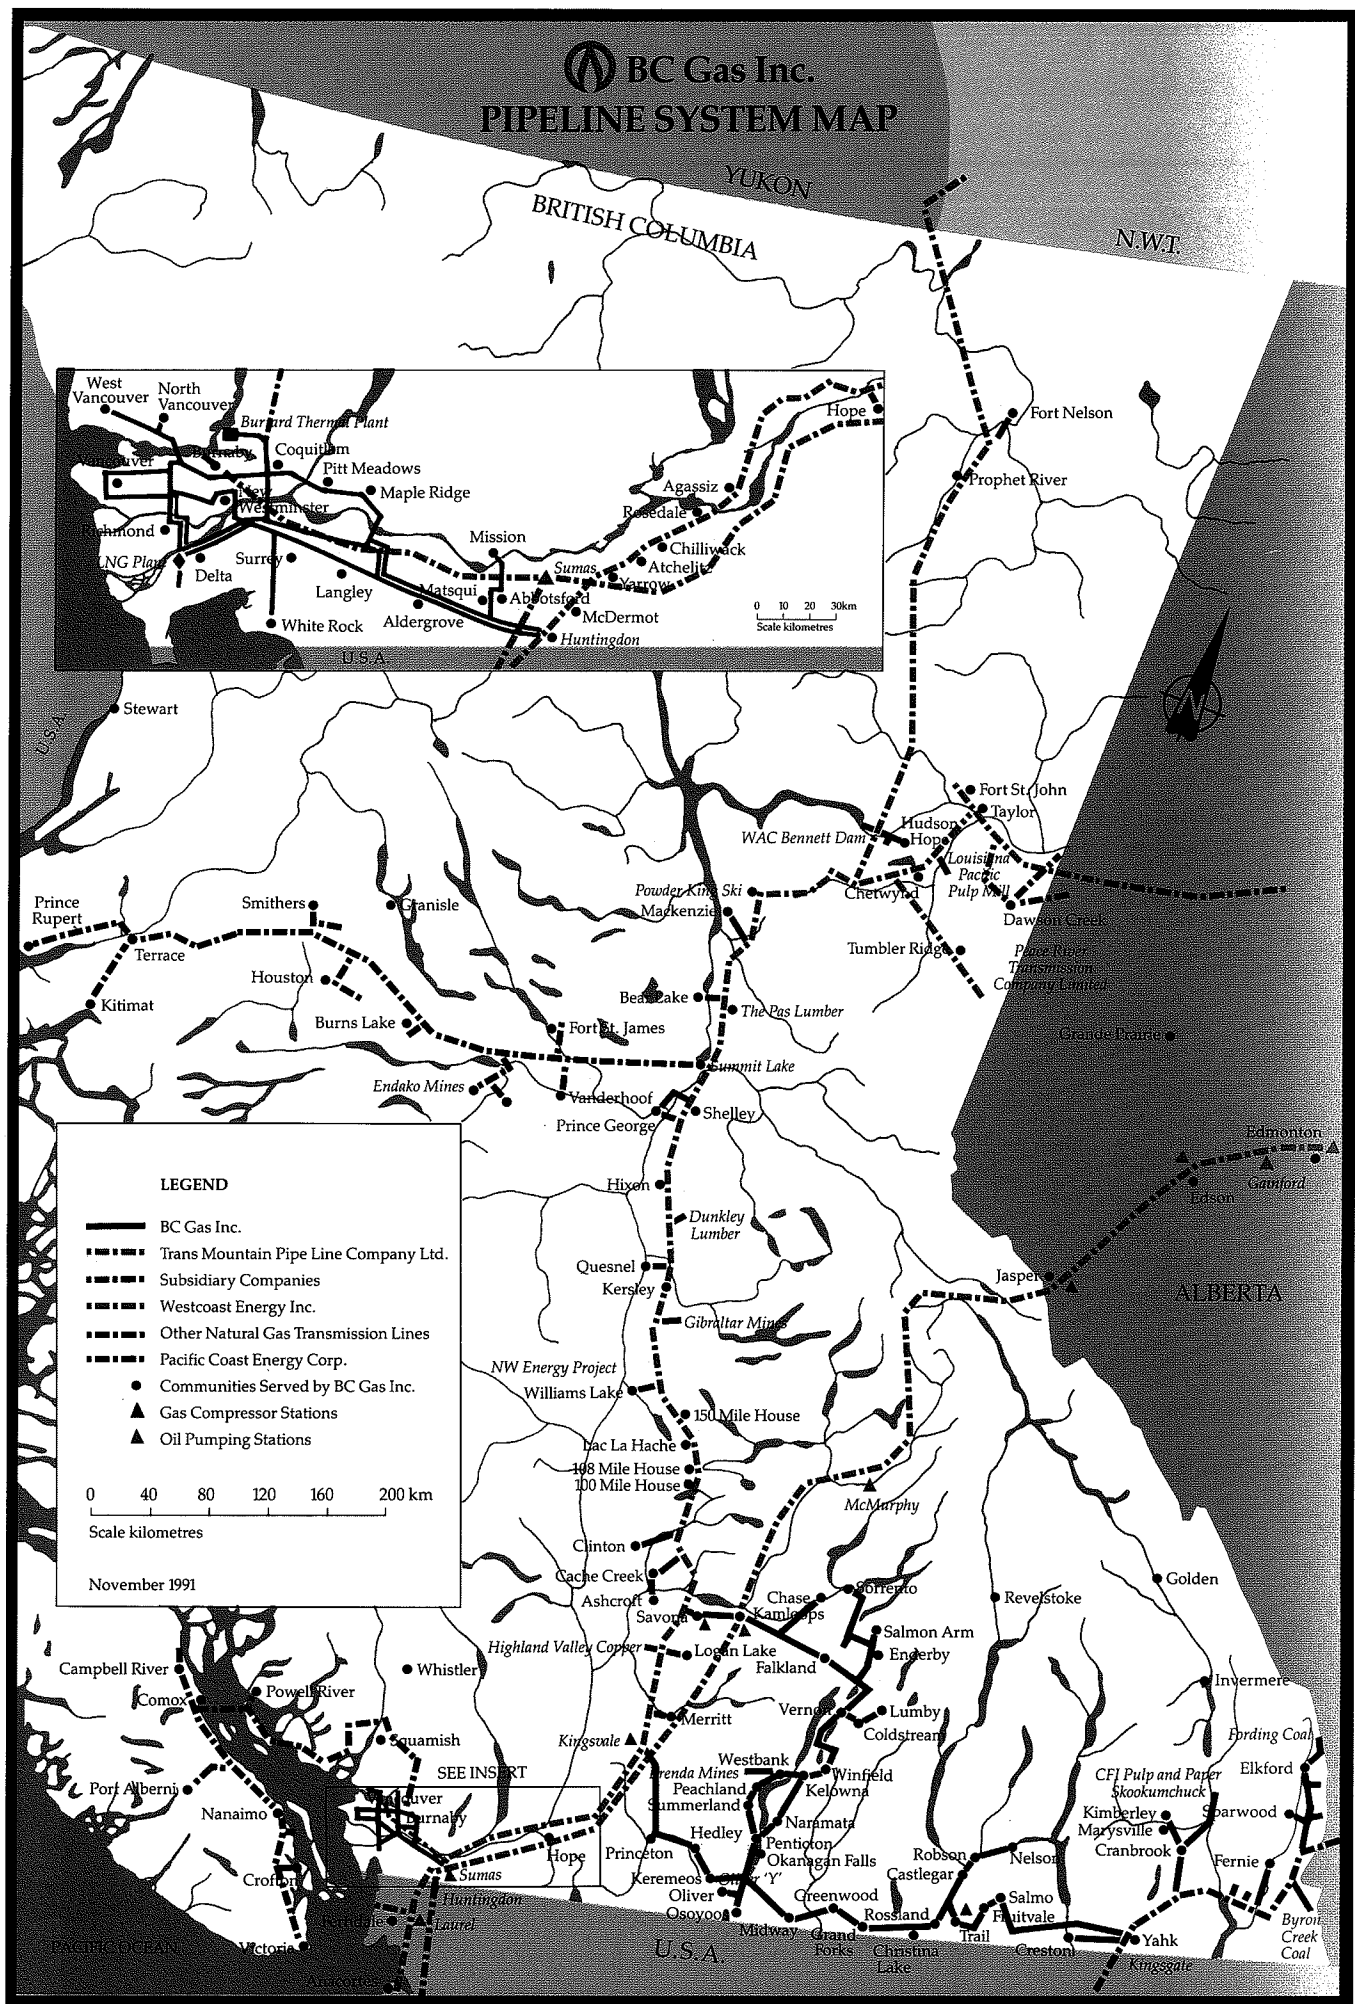 BC Gas Inc.
PIPELINE SYSTEM MAP
YUKON
BRITISH COLUMBIA
N.W.T.
West
Vancouver
North
Vancouver
Burrard Thermal Plant
Hope
Vancouver
Burnaby
Coquitlam
Pitt Meadows
Maple Ridge
New
Westminster
Agassiz
Rosedale
Richmond
Mission
Chilliwack
LNG Plant
Delta
Surrey
Sumas
Atchelitz
Yarrow
Langley
Matsqui
Abbotsford
McDermot
Aldergrove
White Rock
Huntingdon
0 10 20 30km
Scale kilometres
U.S.A.
Fort Nelson
Prophet River
Stewart
U.S.A.
Fort St. John
Taylor
Hudson
Hope
WAC Bennett Dam
Louisiana
Pacific
Pulp Mill
Powder King Ski
Mackenzie
Chetwynd
Dawson Creek
Prince
Rupert
Smithers
Granisle
Terrace
Tumbler Ridge
Peace River
Transmission
Company Limited
Houston
Kitimat
Bear Lake
The Pas Lumber
Burns Lake
Fort St. James
Grande Prairie
Summit Lake
Endako Mines
Vanderhoof
Shelley
Prince George
Edmonton
Gainford
Edson
Hixon
Dunkley
Lumber
Quesnel
Kersley
Jasper
ALBERTA
Gibraltar Mines
NW Energy Project
Williams Lake
150 Mile House
Lac La Hache
108 Mile House
100 Mile House
McMurphy
LEGEND
BC Gas Inc.
Trans Mountain Pipe Line Company Ltd.
Subsidiary Companies
Westcoast Energy Inc.
Other Natural Gas Transmission Lines
Pacific Coast Energy Corp.
Communities Served by BC Gas Inc.
Gas Compressor Stations
Oil Pumping Stations
0 40 80 120 160 200 km
Scale kilometres
November 1991
Clinton
Cache Creek
Ashcroft
Savona
Chase
Sorrento
Kamloops
Golden
Revelstoke
Salmon Arm
Enderby
Highland Valley Copper
Logan Lake
Falkland
Campbell River
Whistler
Comox
Powell River
Invermere
Vernon
Lumby
Coldstream
Merritt
Kingsvale
Squamish
Fording Coal
Elkford
SEE INSERT
Westbank
Brenda Mines
Winfield
Kelowna
Peachland
Summerland
CFI Pulp and Paper
Skookumchuck
Port Alberni
Nanaimo
Vancouver
Burnaby
Kimberley
Marysville
Sparwood
Naramata
Hedley
Penticton
Okanagan Falls
Cranbrook
Fernie
Hope
Princeton
Robson
Nelson
Castlegar
Crofton
Sumas
Keremeos
Oliver 'Y'
Oliver
Osoyoos
Huntingdon
Greenwood
Salmo
Fruitvale
Ferndale
Laurel
Midway
Grand
Forks
Rossland
Christina
Lake
Trail
Creston
Yahk
Byron
Creek
Coal
Kingsgate
PACIFIC OCEAN
Victoria
U.S.A.
Anacortes